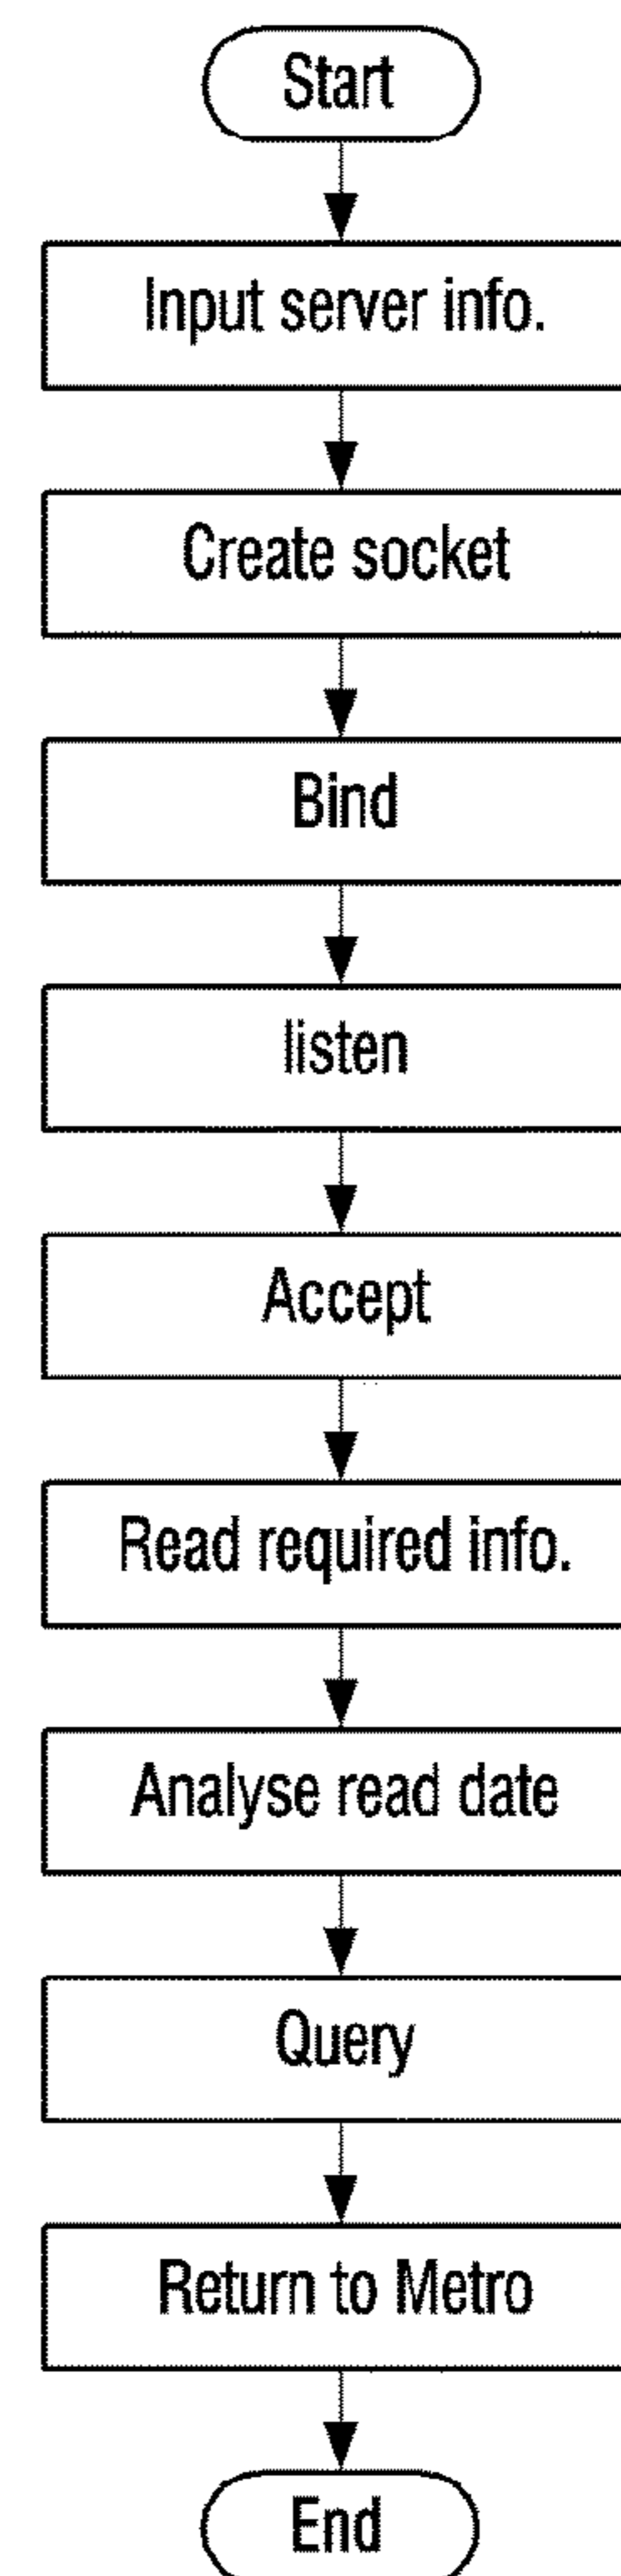 Start
Input server info.
Create socket
Bind
listen
Accept
Read required info.
Analyse read date
Query
Return to Metro
End